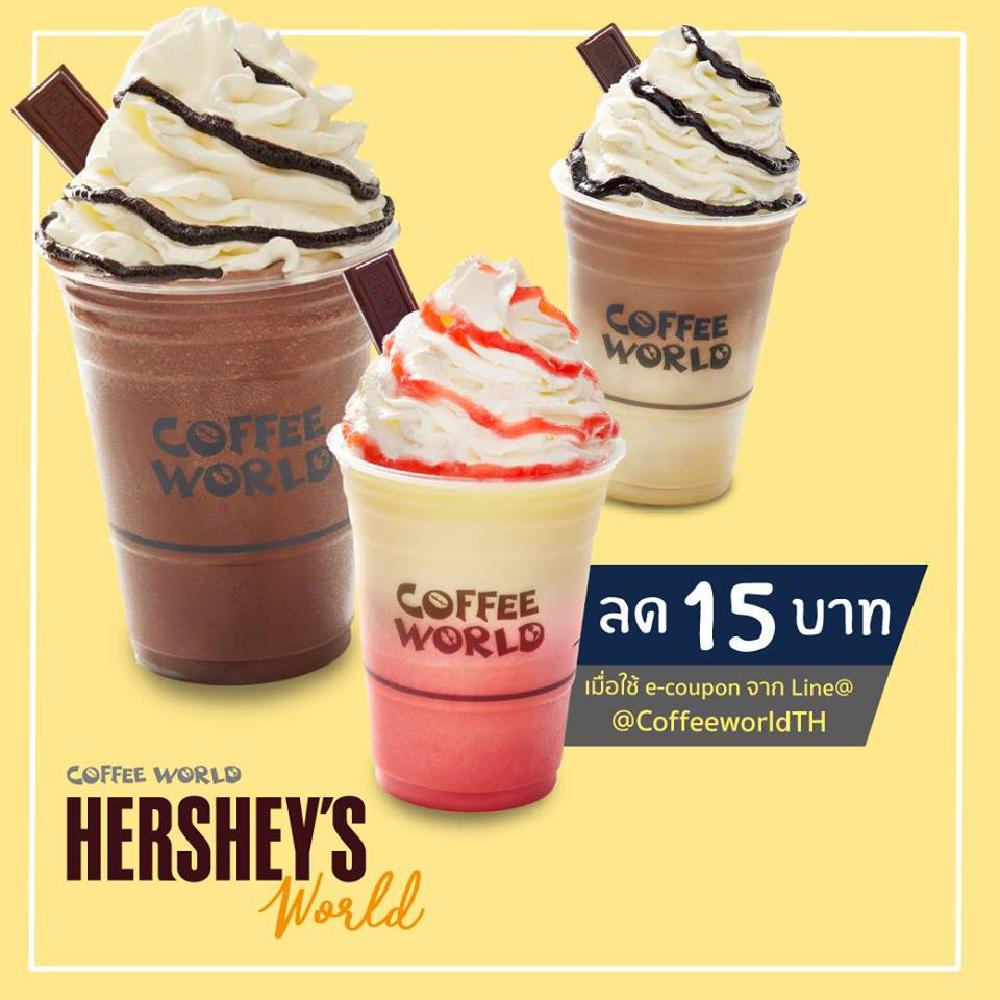 HERSHEY'S
COFFEE
WORLD
COFFEE
WORLD
COFFEE
WORLD
ลด 15 บาท
เมื่อใช้ e-coupon จาก Line@
@CoffeeworldTH
COFFEE WORLD
HERSHEY'S
World